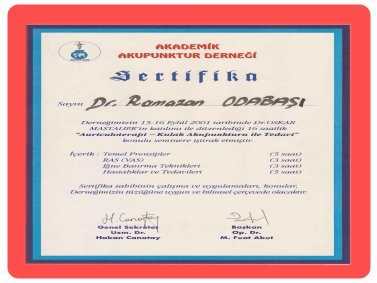 AKADEMİK
AKUPUNKTUR DERNEĞİ
Sertifika
Sayın Dr. Ramazan ODABAŞI
Derneğimizin 15-16 Eylül 2001 tarihinde Dr. OSKAR
MASTALIER'in katılımı ile düzenlediği 16 saatlik
"Auriculoterapi - Kulak Akupunkturu ile Tedavi"
konulu seminere iştirak etmiştir.
İçerik : Temel Prensipler (5 saat)
RAS (VAS) (3 saat)
İğne Batırma Teknikleri (3 saat)
Hastalıklar ve Tedavileri (5 saat)
Sertifika sahibinin çalışma ve uygulamaları, konular,
Derneğimizin tüzüğüne uygun ve bilimsel çerçevede olacaktır.
Genel Sekreter Başkan
Uzm. Dr. Op. Dr.
Hakan Canatay M. Fuat Abut